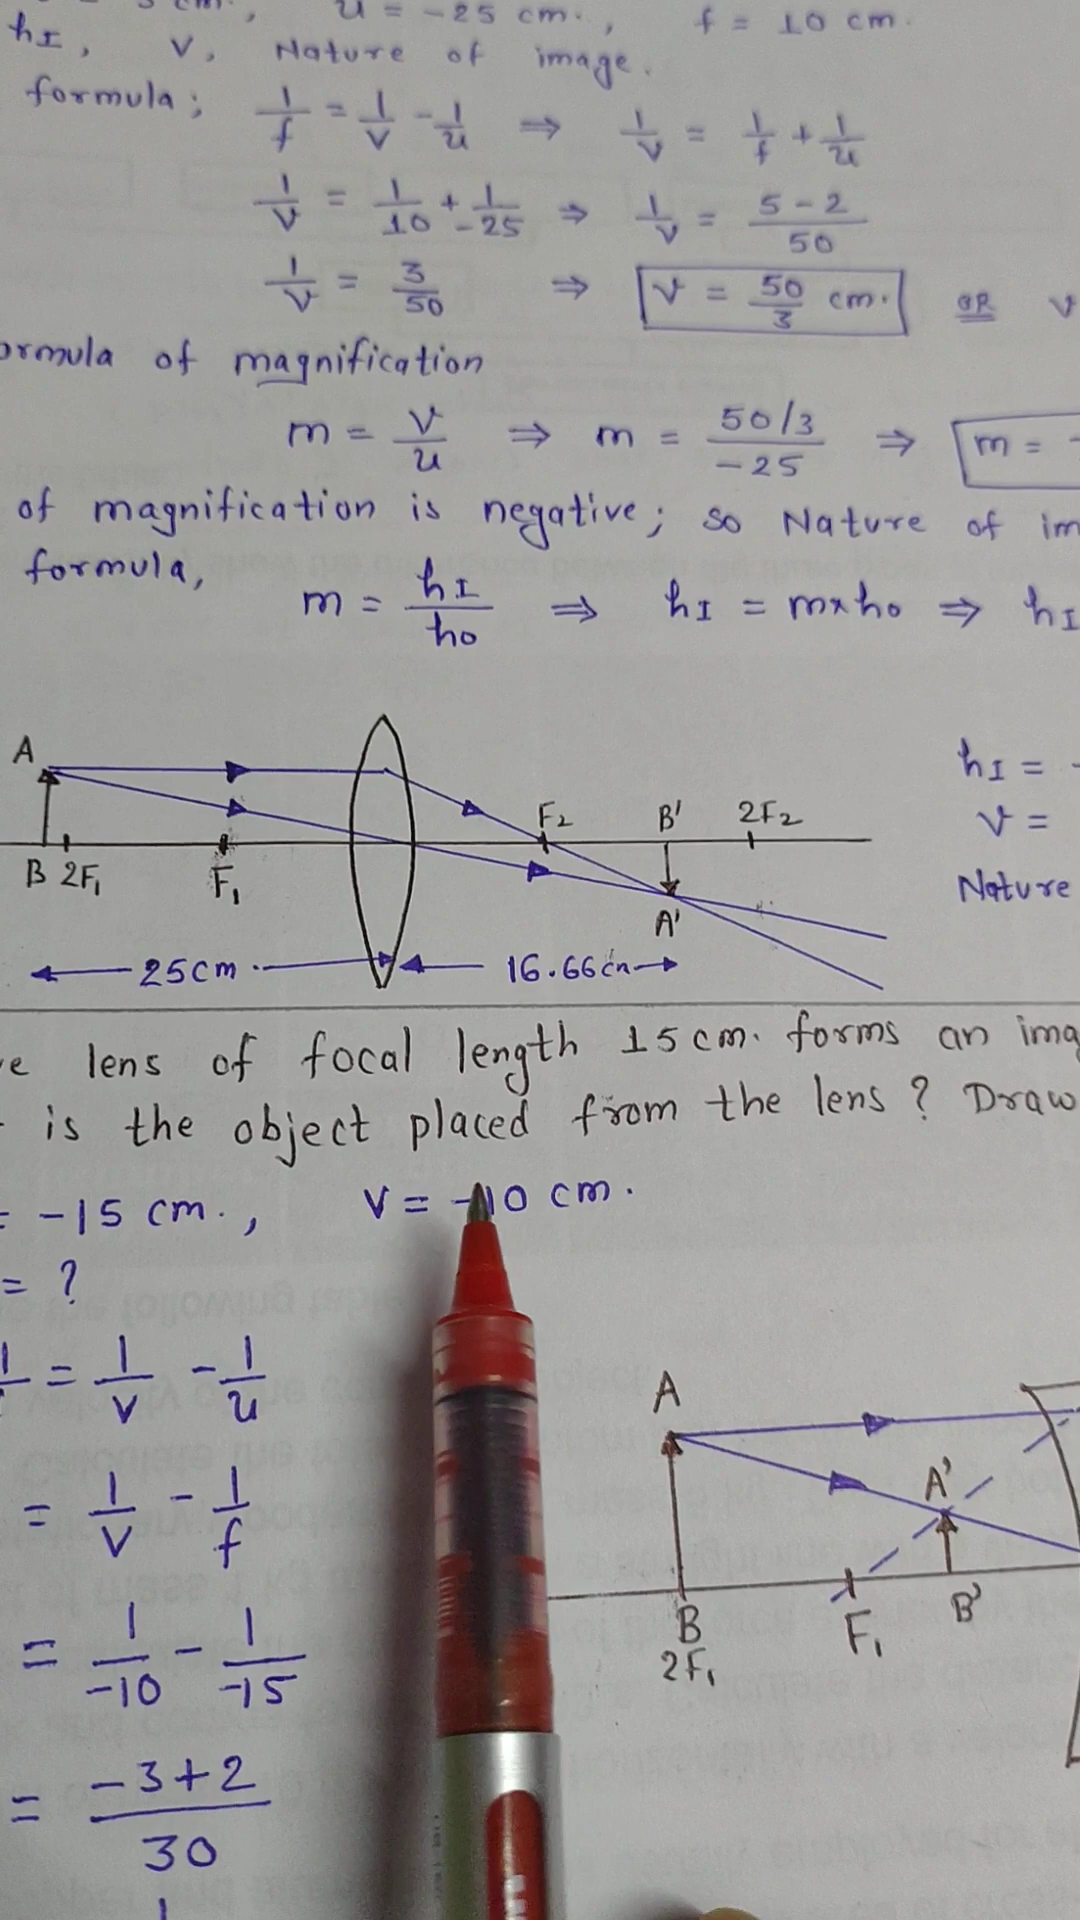 cm., u = -25 cm., f = 10 cm.
hI, v, Nature of image.
formula; 1/f = 1/v - 1/u ⇒ 1/v = 1/f + 1/u
1/v = 1/10 + 1/-25 ⇒ 1/v = 5-2/50
1/v = 3/50 ⇒ v = 50/3 cm. OR v
ormula of magnification
m = v/u ⇒ m = 50/3/-25 ⇒ m = -
of magnification is negative; so Nature of im
formula,
m = hI/ho ⇒ hI = m×ho ⇒ hI
A
F2 B' 2F2
B 2F1 F1 A'
25cm. 16.66cm
hI = -
v =
Nature
e lens of focal length 15 cm. forms an ima
is the object placed from the lens? Draw
= -15 cm., v = -10 cm.
= ?
1/ = 1/v - 1/u
= 1/v - 1/f
= 1/-10 - 1/-15
= -3+2/30
1
A
A'
B F1 B'
2F1